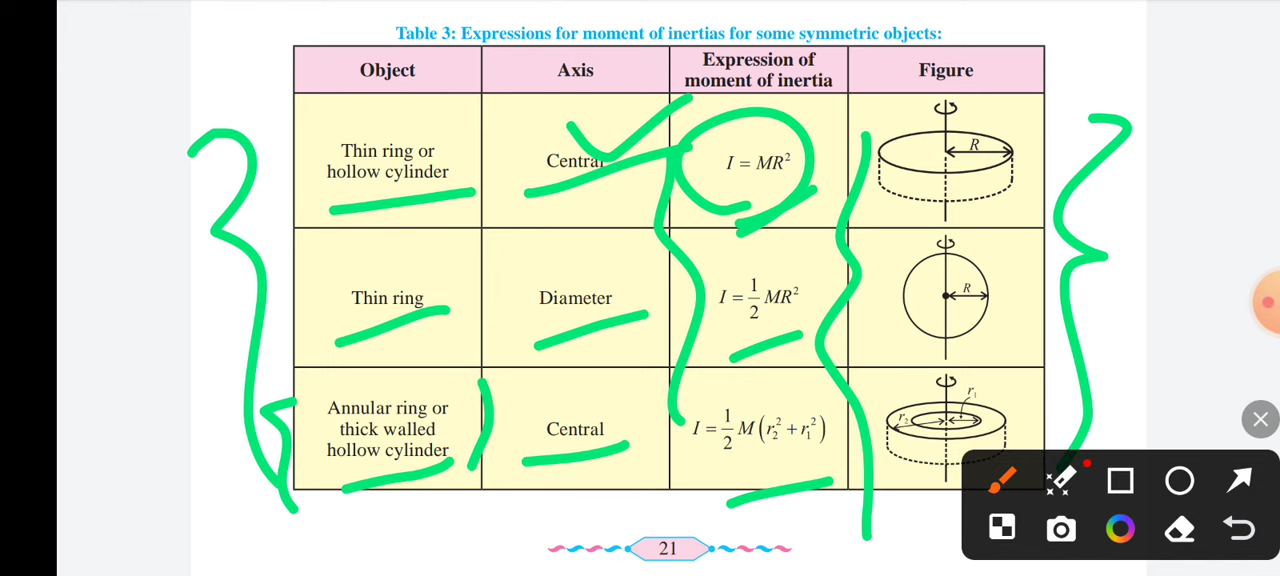 Table 3: Expressions for moment of inertias for some symmetric objects:
Object
Axis
Expression of
moment of inertia
Figure
Thin ring or
hollow cylinder
Central
I = MR²
R
Thin ring
Diameter
I = 1/2 MR²
R
Annular ring or
thick walled
hollow cylinder
Central
I = 1/2 M(r₂² + r₁²)
r₁
r₂
21